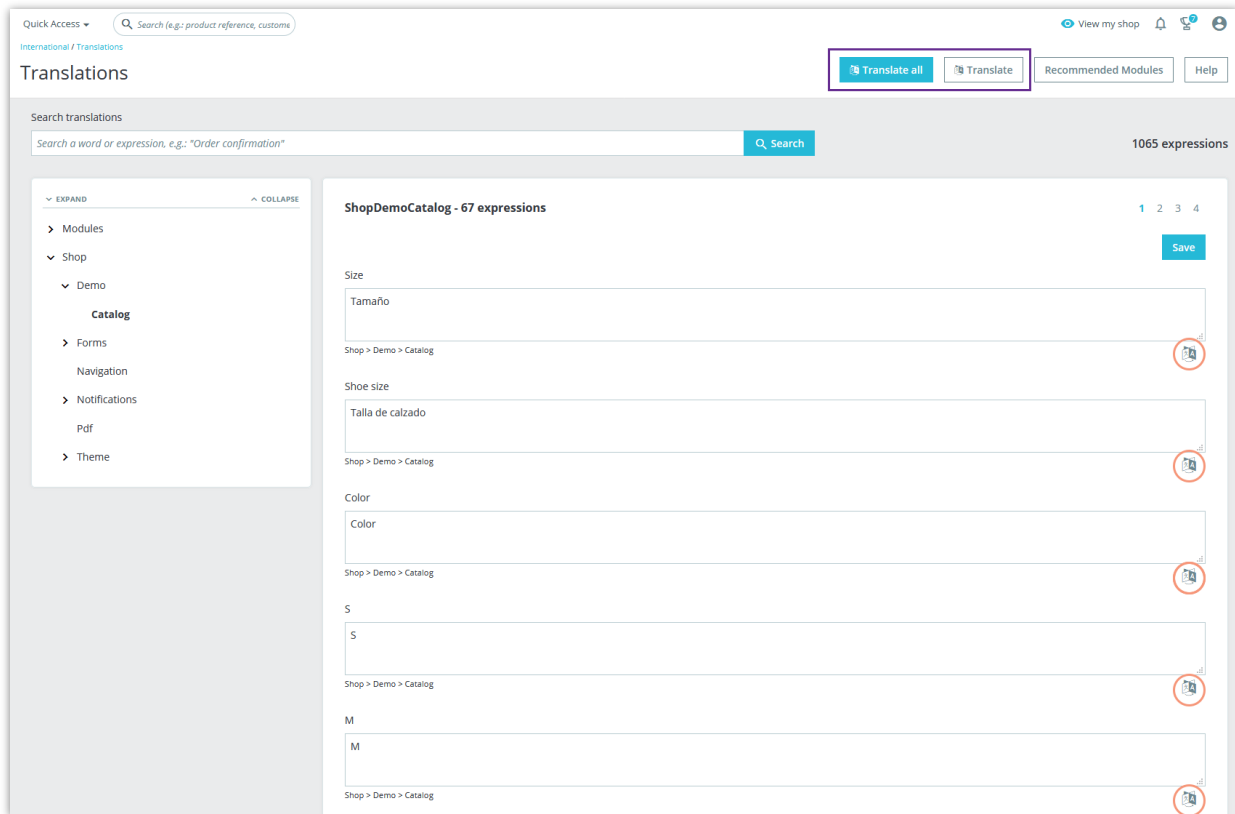 Quick Access
Search (e.g.: product reference, custome
View my shop
7
International / Translations
Translations
Translate all
Translate
Recommended Modules
Help
Search translations
Search a word or expression, e.g.: "Order confirmation"
Search
1065 expressions
EXPAND
COLLAPSE
Modules
Shop
Demo
Catalog
Forms
Navigation
Notifications
Pdf
Theme
ShopDemoCatalog - 67 expressions
1 2 3 4
Save
Size
Tamaño
Shop > Demo > Catalog
Shoe size
Talla de calzado
Shop > Demo > Catalog
Color
Color
Shop > Demo > Catalog
S
S
Shop > Demo > Catalog
M
M
Shop > Demo > Catalog